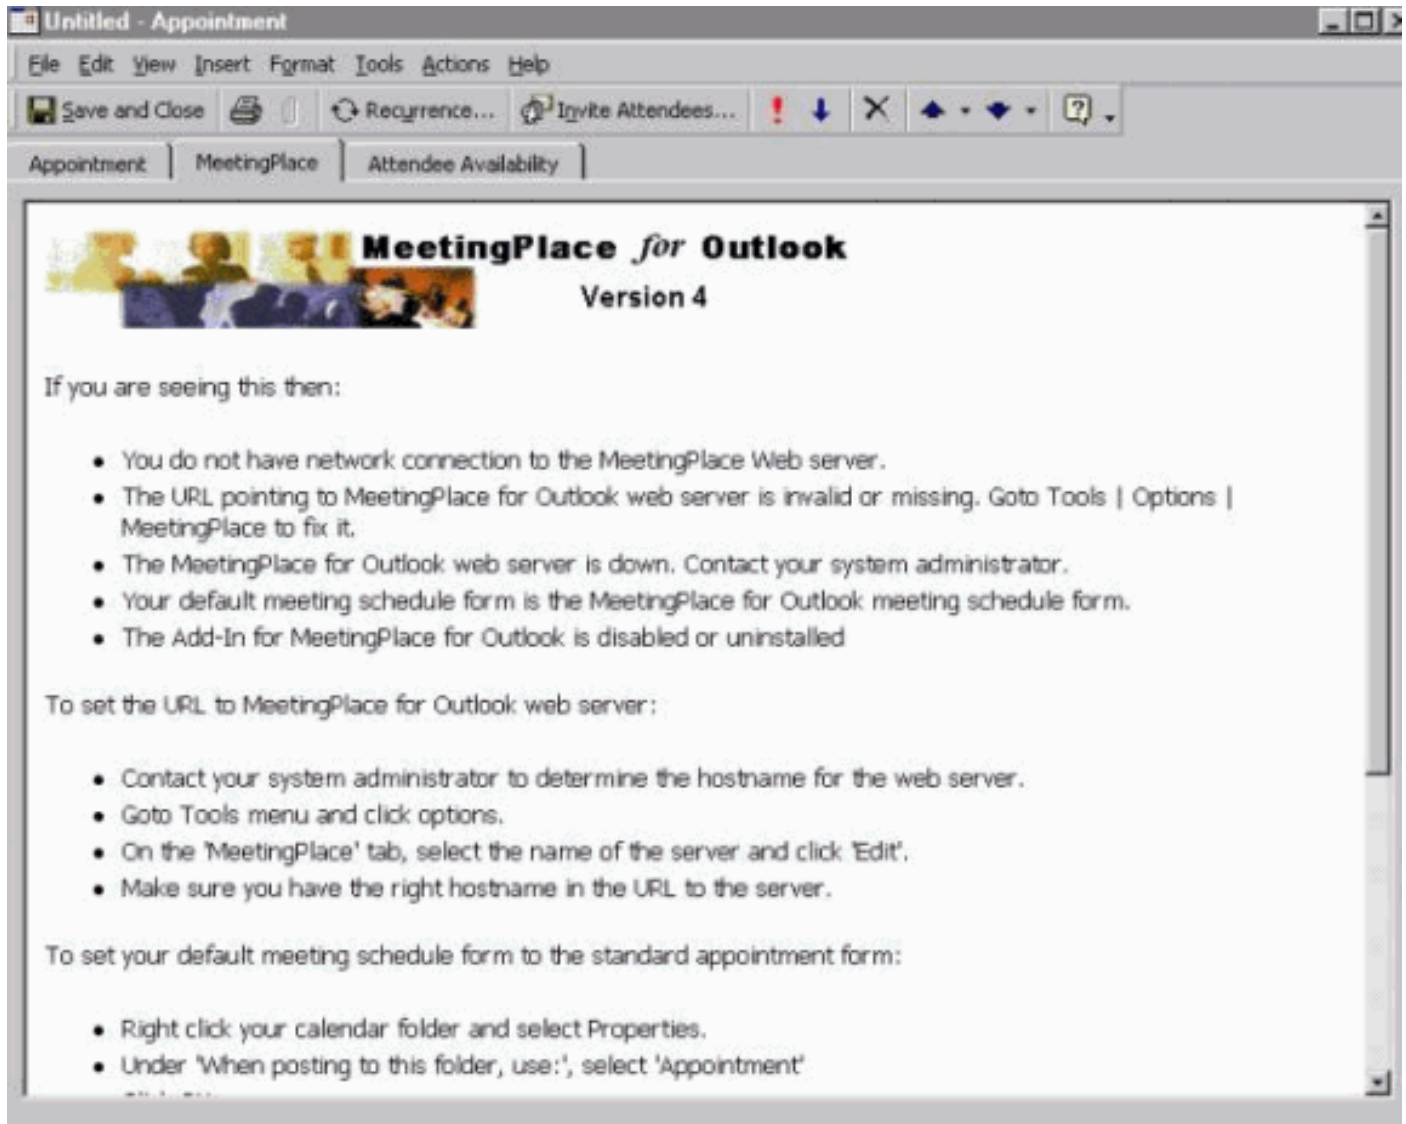 Untitled - Appointment
File Edit View Insert Format Tools Actions Help
Save and Close Recurrence... Invite Attendees...
Appointment MeetingPlace Attendee Availability
MeetingPlace for Outlook
Version 4
If you are seeing this then:
• You do not have network connection to the MeetingPlace Web server.
• The URL pointing to MeetingPlace for Outlook web server is invalid or missing. Goto Tools | Options |
MeetingPlace to fix it.
• The MeetingPlace for Outlook web server is down. Contact your system administrator.
• Your default meeting schedule form is the MeetingPlace for Outlook meeting schedule form.
• The Add-In for MeetingPlace for Outlook is disabled or uninstalled
To set the URL to MeetingPlace for Outlook web server:
• Contact your system administrator to determine the hostname for the web server.
• Goto Tools menu and click options.
• On the 'MeetingPlace' tab, select the name of the server and click 'Edit'.
• Make sure you have the right hostname in the URL to the server.
To set your default meeting schedule form to the standard appointment form:
• Right click your calendar folder and select Properties.
• Under 'When posting to this folder, use:', select 'Appointment'